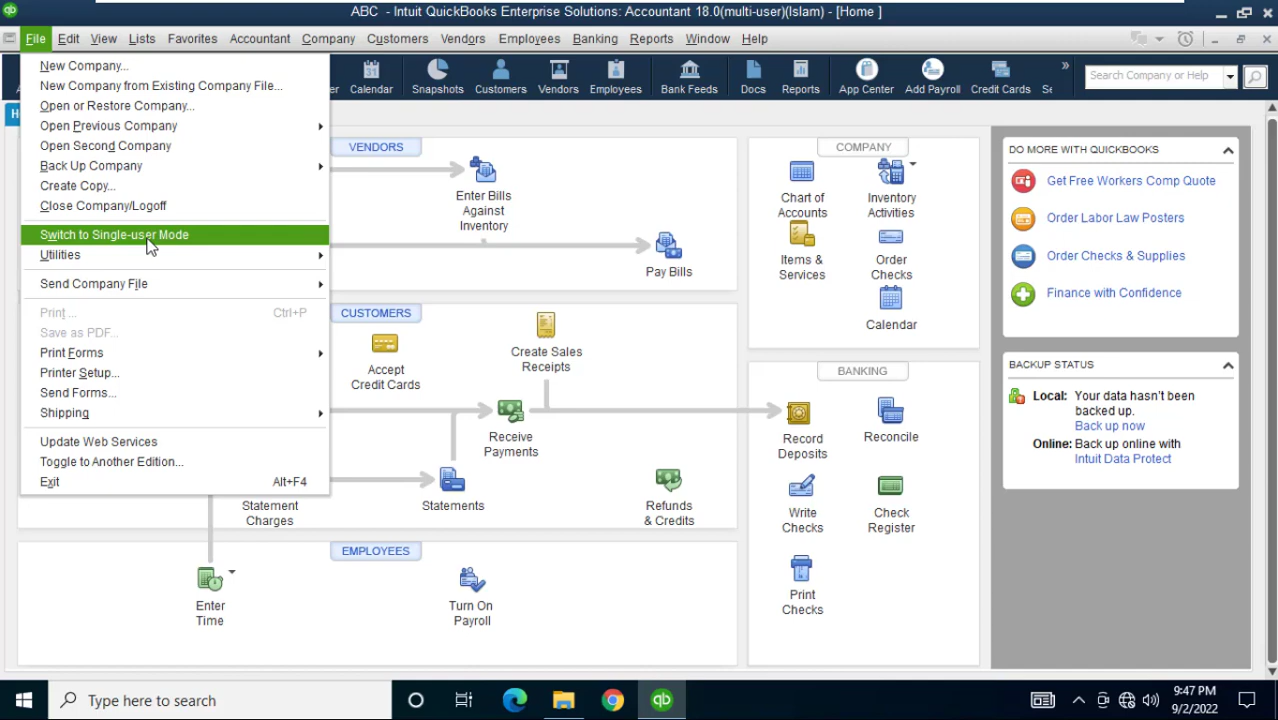 ABC - Intuit QuickBooks Enterprise Solutions: Accountant 18.0(multi-user)(Islam) - [Home ]
File Edit View Lists Favorites Accountant Company Customers Vendors Employees Banking Reports Window Help
Calendar Snapshots Customers Vendors Employees Bank Feeds Docs Reports App Center Add Payroll Credit Cards
Search Company or Help
New Company...
New Company from Existing Company File...
Open or Restore Company...
Open Previous Company
Open Second Company
Back Up Company
Create Copy...
Close Company/Logoff
Switch to Single-user Mode
Utilities
Send Company File
Print ... Ctrl+P
Save as PDF...
Print Forms
Printer Setup...
Send Forms...
Shipping
Update Web Services
Toggle to Another Edition...
Exit Alt+F4
VENDORS
Enter Bills
Against
Inventory
Pay Bills
CUSTOMERS
Accept
Credit Cards
Create Sales
Receipts
Receive
Payments
Statement
Charges
Statements
Refunds
& Credits
EMPLOYEES
Enter
Time
Turn On
Payroll
COMPANY
Chart of
Accounts
Inventory
Activities
Items &
Services
Order
Checks
Calendar
BANKING
Record
Deposits
Reconcile
Write
Checks
Check
Register
Print
Checks
DO MORE WITH QUICKBOOKS
Get Free Workers Comp Quote
Order Labor Law Posters
Order Checks & Supplies
Finance with Confidence
BACKUP STATUS
Local: Your data hasn't been
backed up.
Back up now
Online: Back up online with
Intuit Data Protect
Type here to search
qb
9:47 PM
9/2/2022